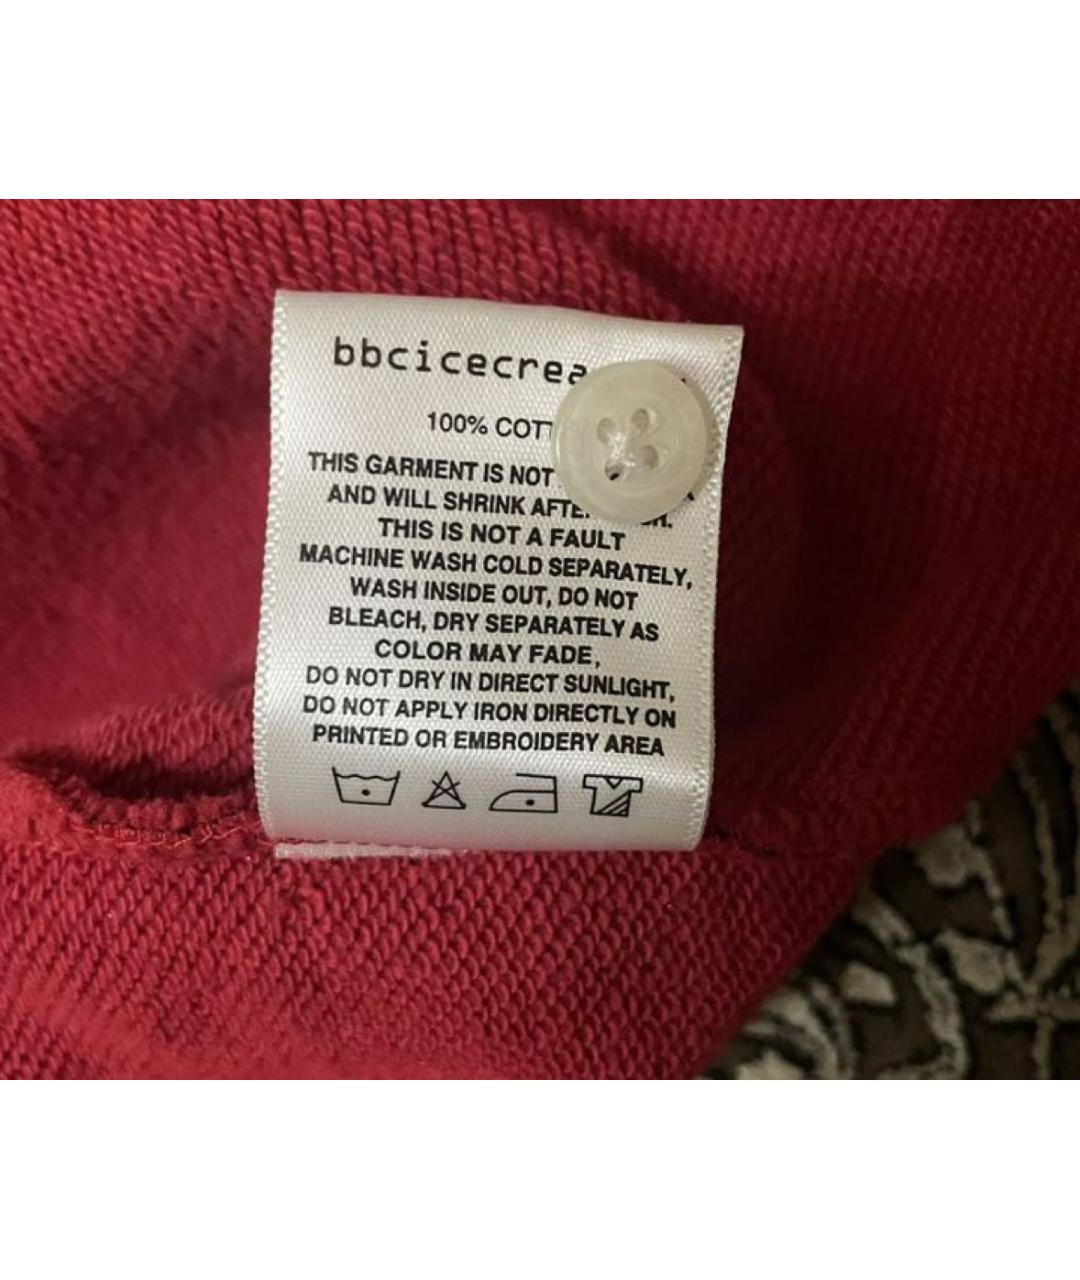 bbcicecrea
100% COTT
THIS GARMENT IS NOT
AND WILL SHRINK AFTE
THIS IS NOT A FAULT
MACHINE WASH COLD SEPARATELY,
WASH INSIDE OUT, DO NOT
BLEACH, DRY SEPARATELY AS
COLOR MAY FADE,
DO NOT DRY IN DIRECT SUNLIGHT,
DO NOT APPLY IRON DIRECTLY ON
PRINTED OR EMBROIDERY AREA